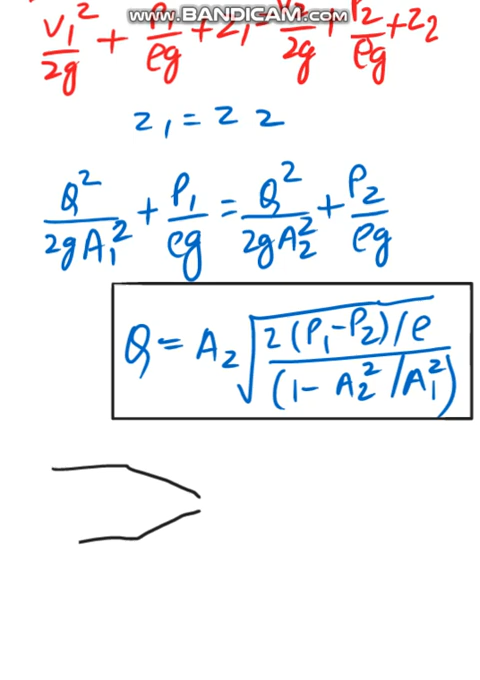 www.BANDICAM.com
V₁²/2g + P₁/ρg + Z₁ = V₂²/2g + P₂/ρg + Z₂
Z₁ = Z₂
Q²/2gA₁² + P₁/ρg = Q²/2gA₂² + P₂/ρg
Q = A₂ √(2(P₁-P₂)/ρ / (1 - A₂²/A₁²))